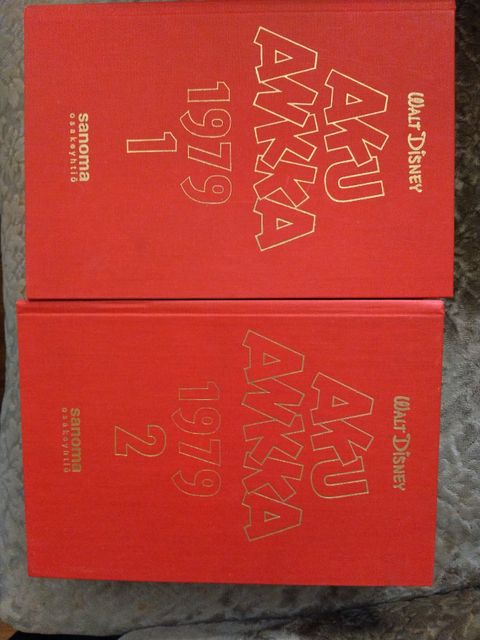 WALT DISNEY
AKU
ANKKA
1979
1
sanoma
osakeyhtiö
WALT DISNEY
AKU
ANKKA
1979
2
sanoma
osakeyhtiö